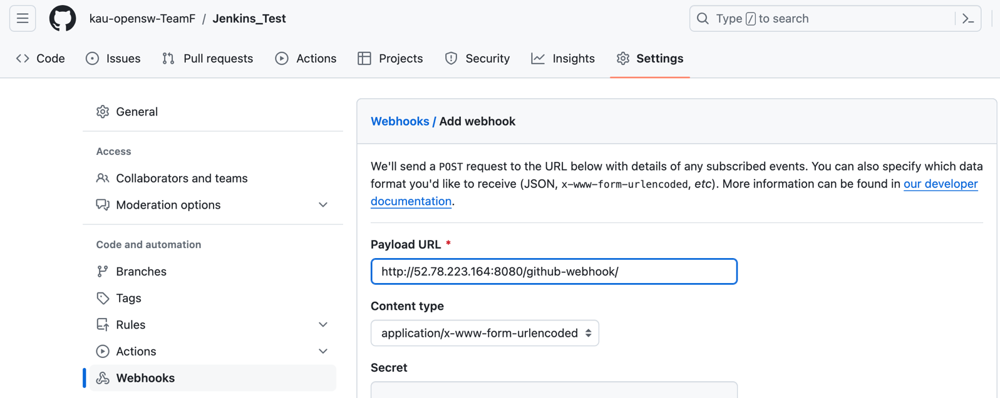 kau-opensw-TeamF / Jenkins_Test
Type / to search
Code Issues Pull requests Actions Projects Security Insights Settings
General
Access
Collaborators and teams
Moderation options
Code and automation
Branches
Tags
Rules
Actions
Webhooks
Webhooks / Add webhook
We'll send a POST request to the URL below with details of any subscribed events. You can also specify which data
format you'd like to receive (JSON, x-www-form-urlencoded, etc). More information can be found in our developer
documentation.
Payload URL *
http://52.78.223.164:8080/github-webhook/
Content type
application/x-www-form-urlencoded
Secret